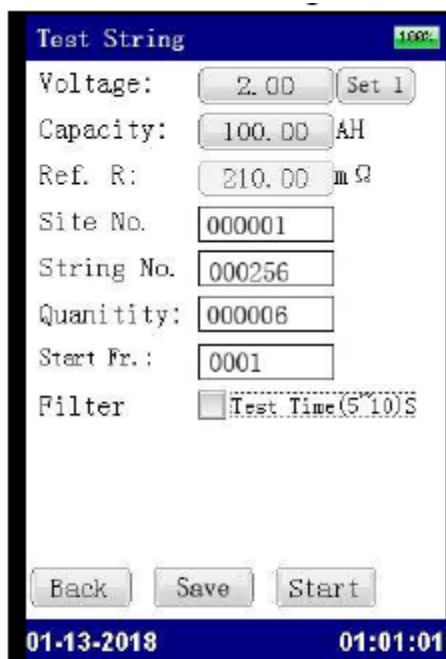 Test String 100%
Voltage: 2.00 Set 1
Capacity: 100.00 AH
Ref. R: 210.00 mΩ
Site No. 000001
String No. 000256
Quanitity: 000006
Start Fr.: 0001
Filter Test Time(5~10)S
Back Save Start
01-13-2018 01:01:01